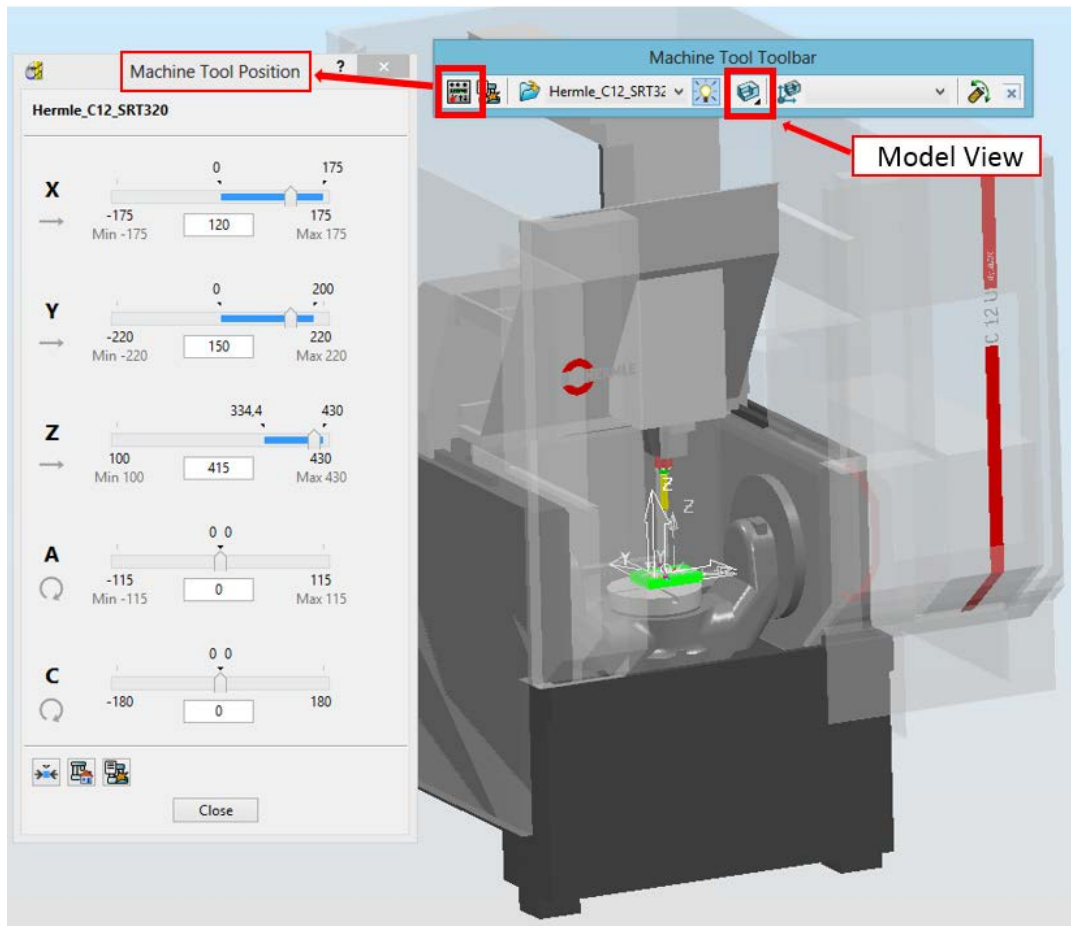 Machine Tool Toolbar
Hermle_C12_SRT32
Model View
Machine Tool Position ? ×
Hermle_C12_SRT320
0 175
X
-175 120 175
Min -175 Max 175
0 200
Y
-220 150 220
Min -220 Max 220
334,4 430
Z
100 415 430
Min 100 Max 430
0 0
A
-115 0 115
Min -115 Max 115
0 0
C
-180 0 180
Close
HERMLE
C 12 U
Z
Z
Y
Y